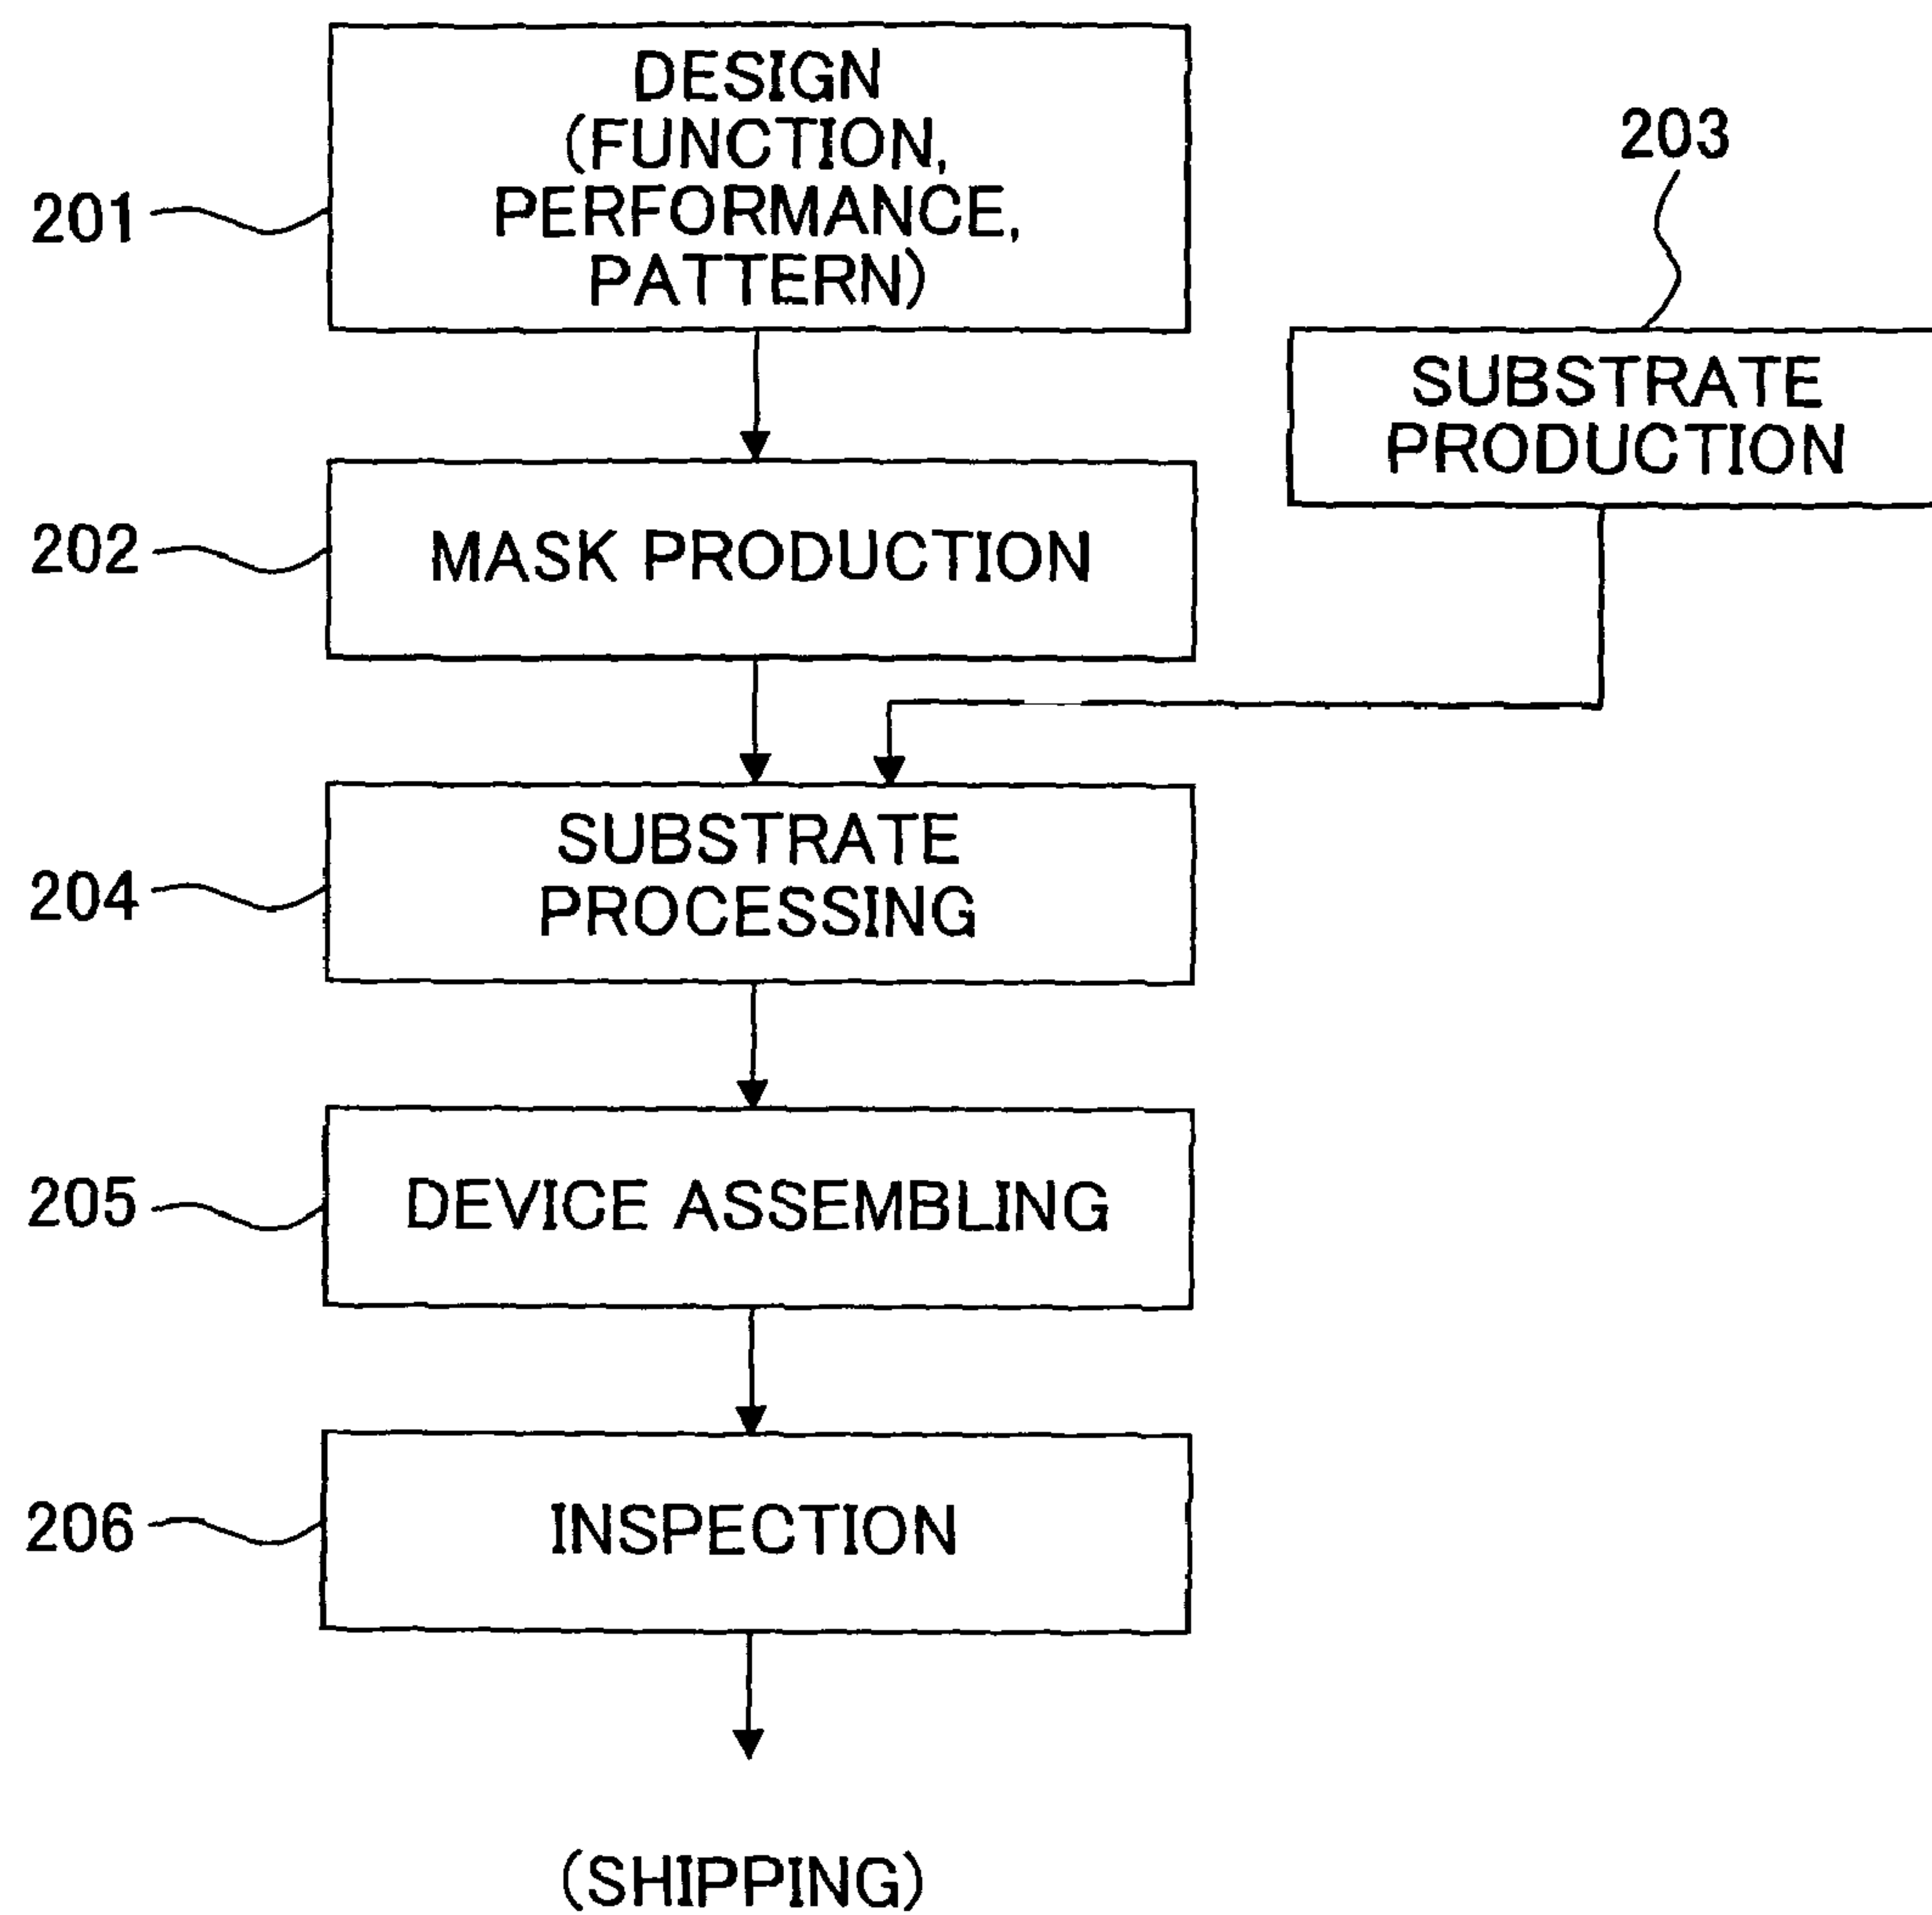 DESIGN
(FUNCTION,
PERFORMANCE,
PATTERN)
201
203
SUBSTRATE
PRODUCTION
202
MASK PRODUCTION
204
SUBSTRATE
PROCESSING
205
DEVICE ASSEMBLING
206
INSPECTION
(SHIPPING)